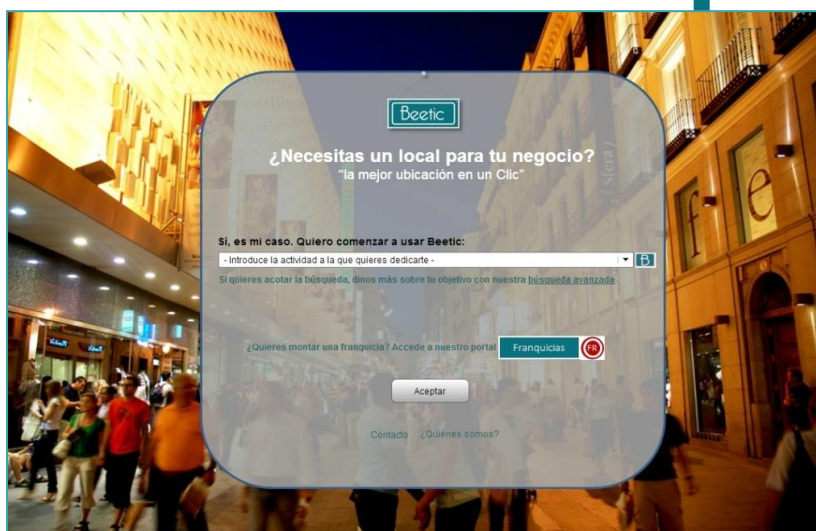 Beetic
¿Necesitas un local para tu negocio?
“la mejor ubicación en un Clic”
Sí, es mi caso. Quiero comenzar a usar Beetic:
- Introduce la actividad a la que quieres dedicarte -
B
Si quieres acotar la búsqueda, dinos más sobre tu objetivo con nuestra búsqueda avanzada
¿Quieres montar una franquicia? Accede a nuestro portal Franquicias FR
Aceptar
Contacto ¿Quiénes somos?
( Sfera )
f e